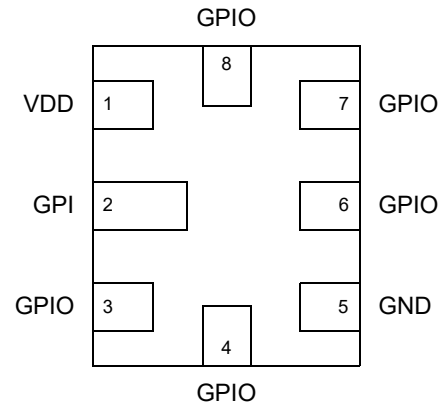 GPIO
8
VDD 1 7 GPIO
GPI 2 6 GPIO
GPIO 3 5 GND
4
GPIO